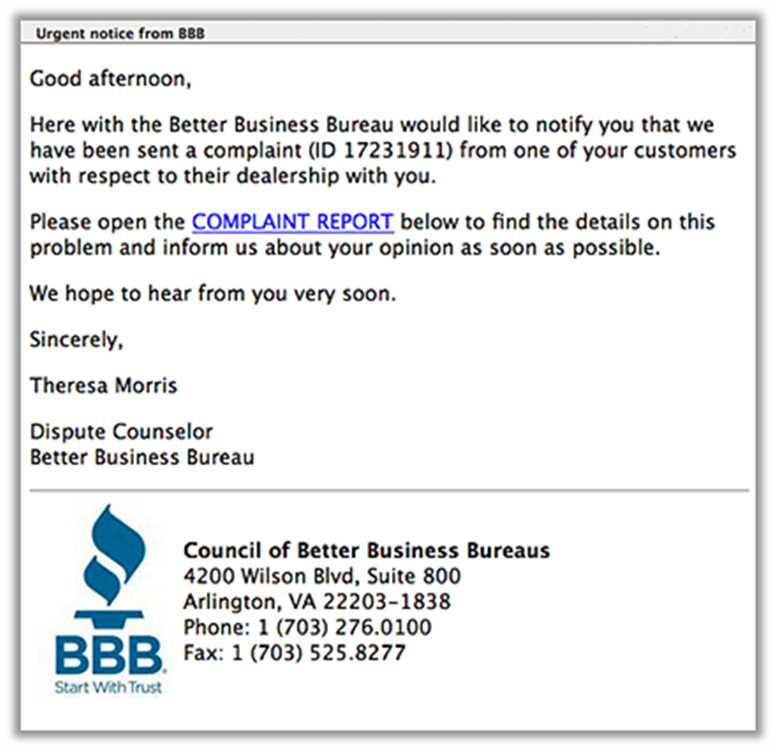 Urgent notice from BBB
Good afternoon,
Here with the Better Business Bureau would like to notify you that we
have been sent a complaint (ID 17231911) from one of your customers
with respect to their dealership with you.
Please open the COMPLAINT REPORT below to find the details on this
problem and inform us about your opinion as soon as possible.
We hope to hear from you very soon.
Sincerely,
Theresa Morris
Dispute Counselor
Better Business Bureau
Council of Better Business Bureaus
4200 Wilson Blvd, Suite 800
Arlington, VA 22203-1838
Phone: 1 (703) 276.0100
Fax: 1 (703) 525.8277
BBB.
Start With Trust